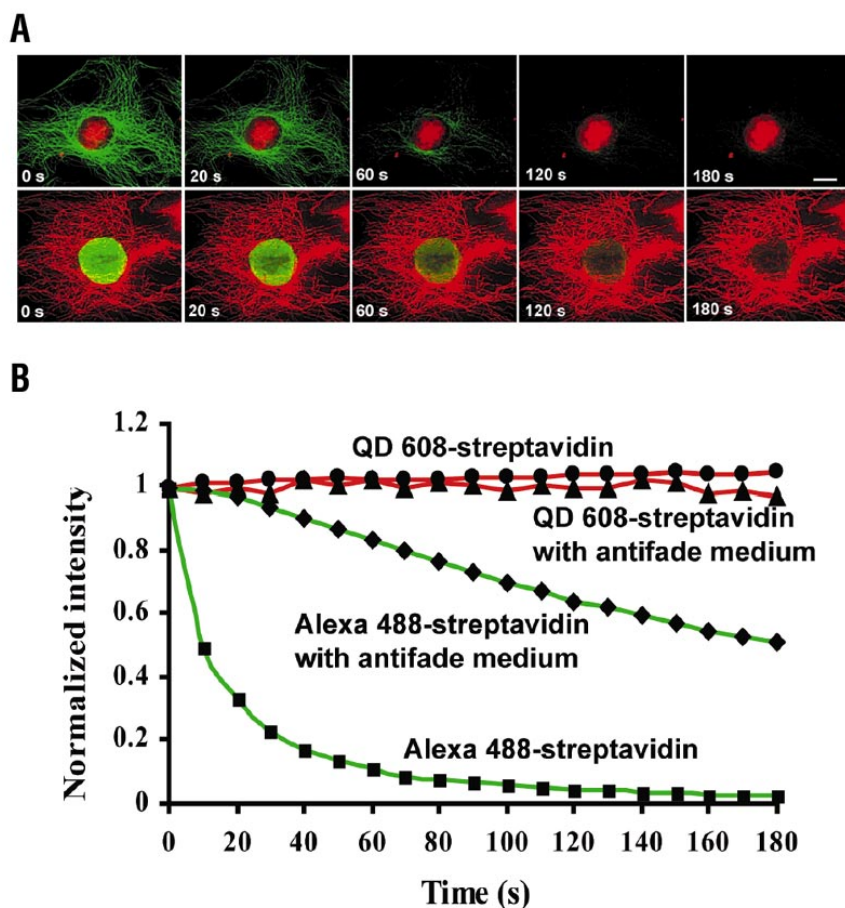 A
0 s
20 s
60 s
120 s
180 s
0 s
20 s
60 s
120 s
180 s
B
1.2
1
0.8
0.6
0.4
0.2
0
Normalized intensity
QD 608-streptavidin
QD 608-streptavidin
with antifade medium
Alexa 488-streptavidin
with antifade medium
Alexa 488-streptavidin
0 20 40 60 80 100 120 140 160 180
Time (s)